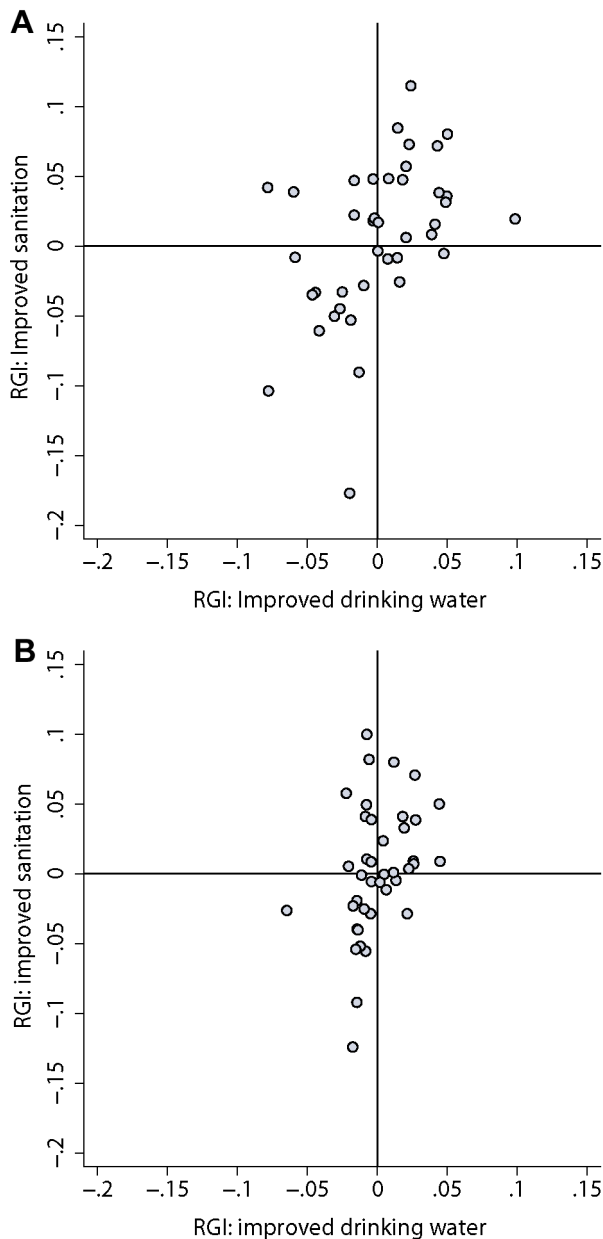 A
.15
.1
.05
0
−.05
−.1
−.15
−.2
RGI: Improved sanitation
−.2 −.15 −.1 −.05 0 .05 .1 .15
RGI: Improved drinking water
B
.15
.1
.05
0
−.05
−.1
−.15
−.2
RGI: improved sanitation
−.2 −.15 −.1 −.05 0 .05 .1 .15
RGI: improved drinking water